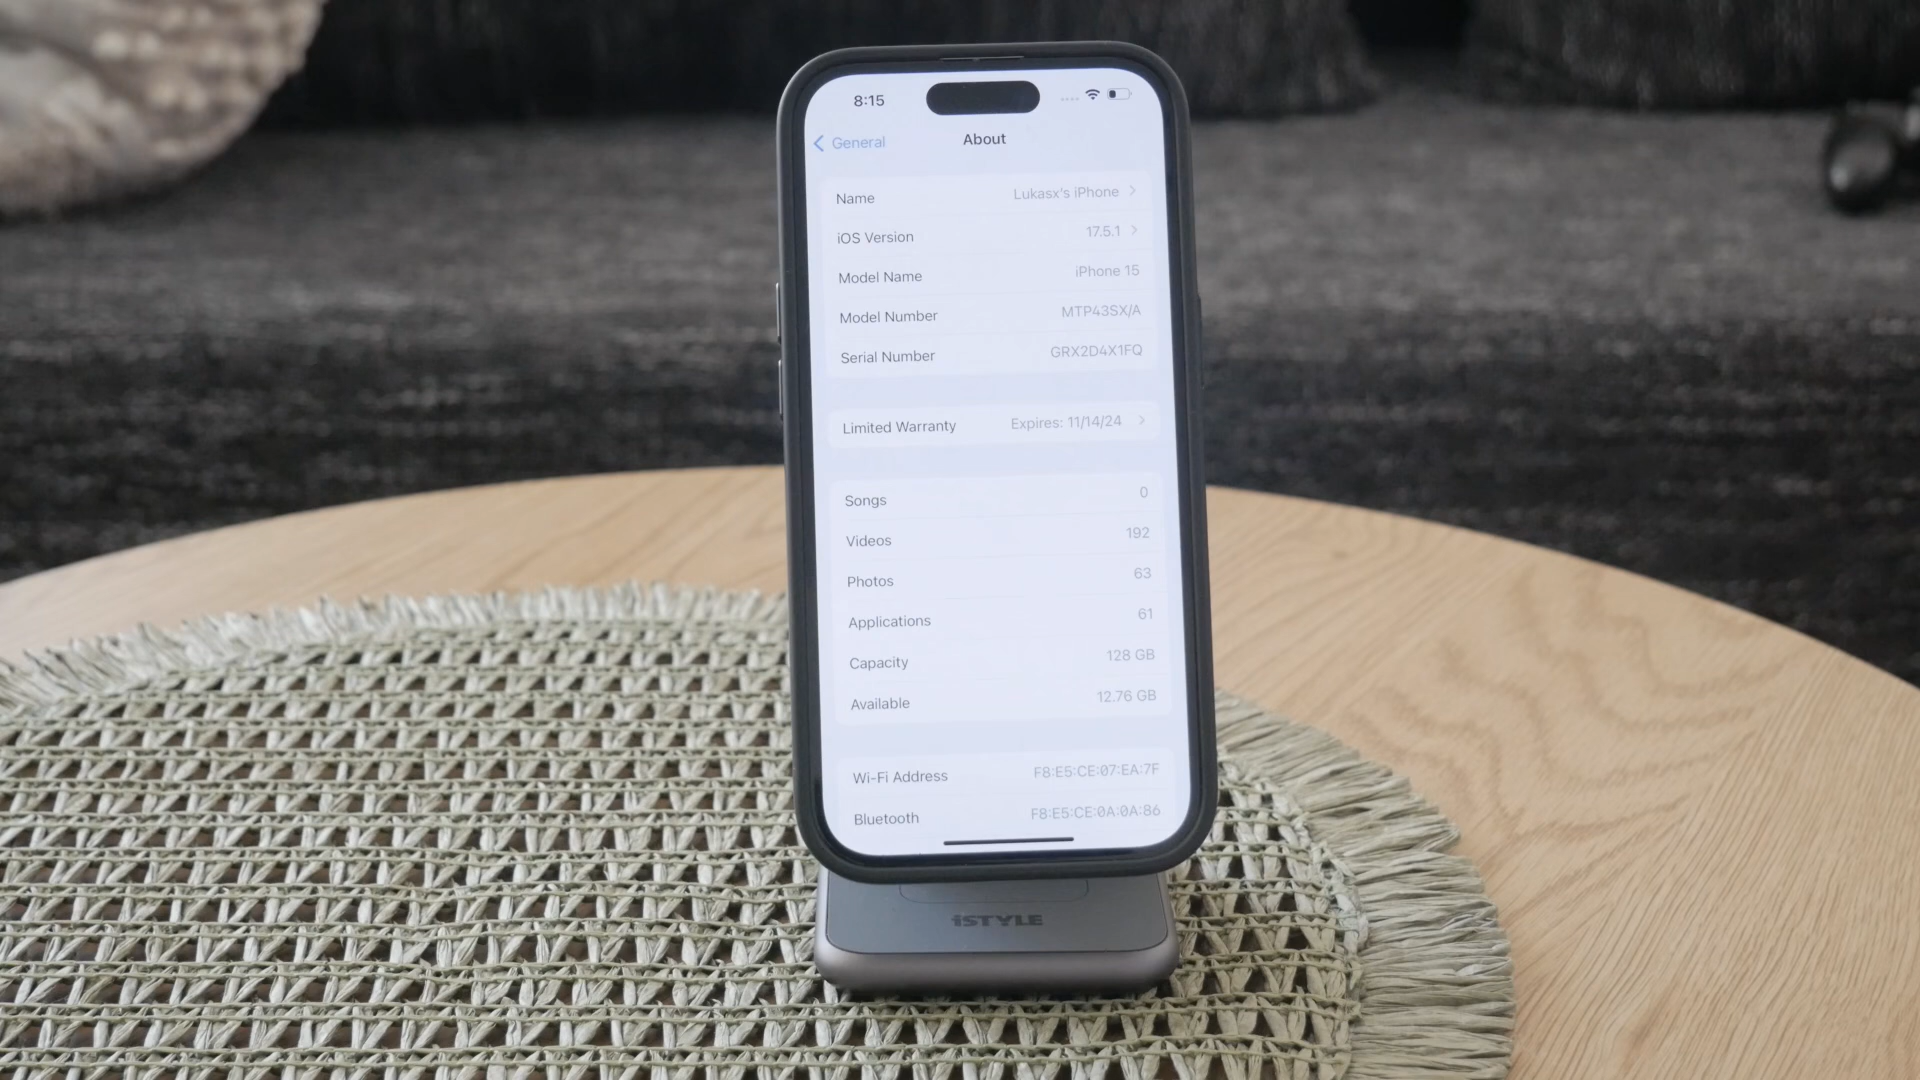 8:15
General
About
Name Lukasx's iPhone
iOS Version 17.5.1
Model Name iPhone 15
Model Number MTP43SX/A
Serial Number GRX2D4X1FQ
Limited Warranty Expires: 11/14/24
Songs 0
Videos 192
Photos 63
Applications 61
Capacity 128 GB
Available 12.76 GB
Wi-Fi Address F8:E5:CE:07:EA:7F
Bluetooth F8:E5:CE:0A:0A:86
iSTYLE